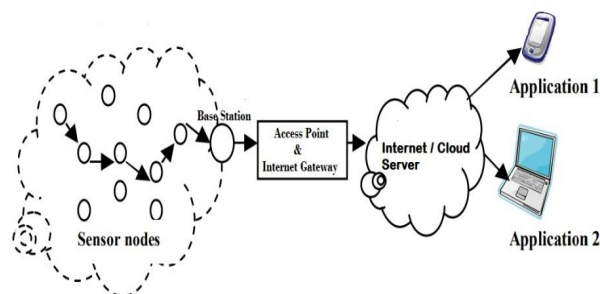 Base Station
Access Point
&
Internet Gateway
Internet / Cloud
Server
Application 1
Sensor nodes
Application 2